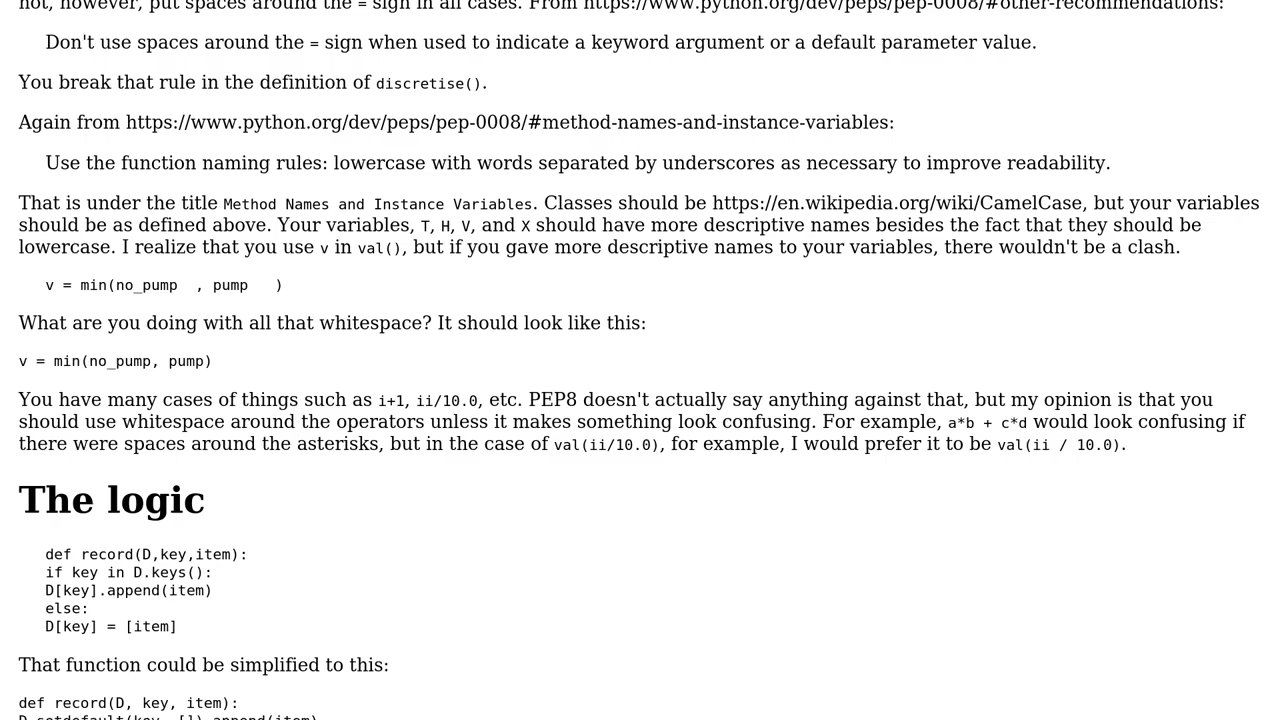 not, however, put spaces around the = sign in all cases. From https://www.python.org/dev/peps/pep-0008/#other-recommendations:
Don't use spaces around the = sign when used to indicate a keyword argument or a default parameter value.
You break that rule in the definition of discretise().
Again from https://www.python.org/dev/peps/pep-0008/#method-names-and-instance-variables:
Use the function naming rules: lowercase with words separated by underscores as necessary to improve readability.
That is under the title Method Names and Instance Variables. Classes should be https://en.wikipedia.org/wiki/CamelCase, but your variables
should be as defined above. Your variables, T, H, V, and X should have more descriptive names besides the fact that they should be
lowercase. I realize that you use v in val(), but if you gave more descriptive names to your variables, there wouldn't be a clash.
v = min(no_pump  , pump   )
What are you doing with all that whitespace? It should look like this:
v = min(no_pump, pump)
You have many cases of things such as i+1, ii/10.0, etc. PEP8 doesn't actually say anything against that, but my opinion is that you
should use whitespace around the operators unless it makes something look confusing. For example, a*b + c*d would look confusing if
there were spaces around the asterisks, but in the case of val(ii/10.0), for example, I would prefer it to be val(ii / 10.0).
The logic
def record(D,key,item):
if key in D.keys():
D[key].append(item)
else:
D[key] = [item]
That function could be simplified to this:
def record(D, key, item):
D.setdefault(key, []).append(item)